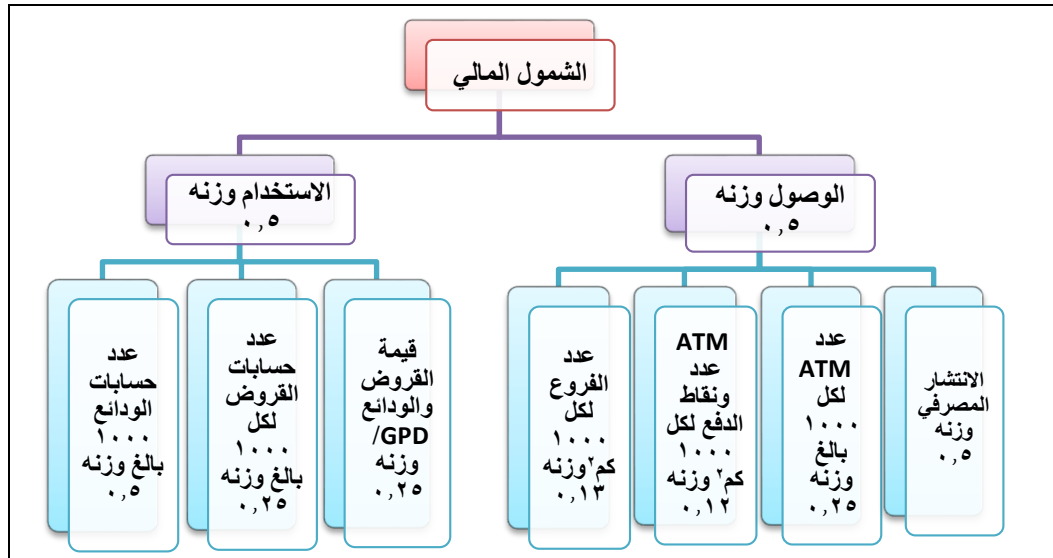 الشمول المالي
الوصول وزنه
٠,٥
الاستخدام وزنه
٠,٥
الانتشار
المصرفي
وزنه
٠,٥
عدد
ATM
لكل
١٠٠٠
بالغ
وزنه
٠,٢٥
ATM
عدد
ونقاط
الدفع لكل
١٠٠٠
كم٢ وزنه
٠,١٢
عدد
الفروع
لكل
١٠٠٠
كم٢وزنه
٠,١٣
قيمة
القروض
والودائع
/GPD
وزنه
٠,٢٥
عدد
حسابات
القروض
لكل
١٠٠٠
بالغ وزنه
٠,٢٥
عدد
حسابات
الودائع
١٠٠٠
بالغ وزنه
٠,٥